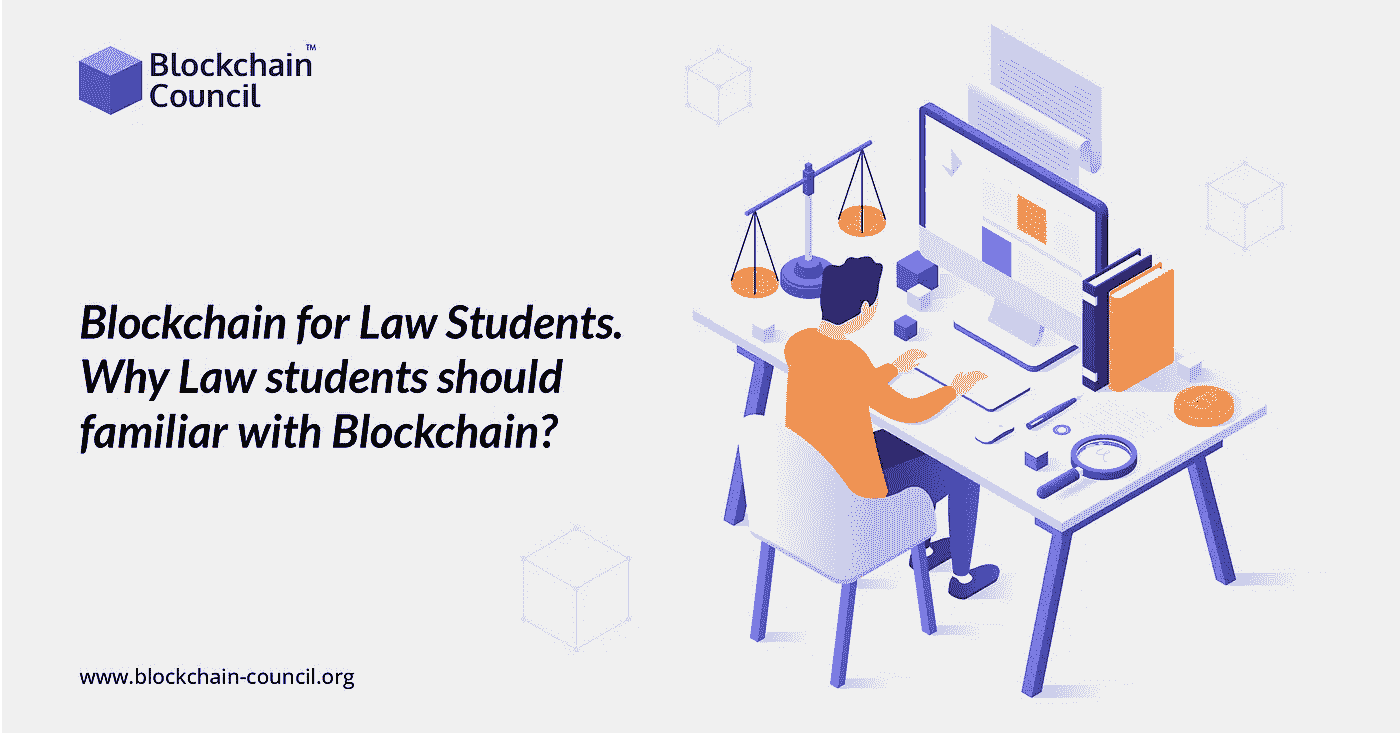 Blockchain™
Council
Blockchain for Law Students.
Why Law students should
familiar with Blockchain?
www.blockchain-council.org